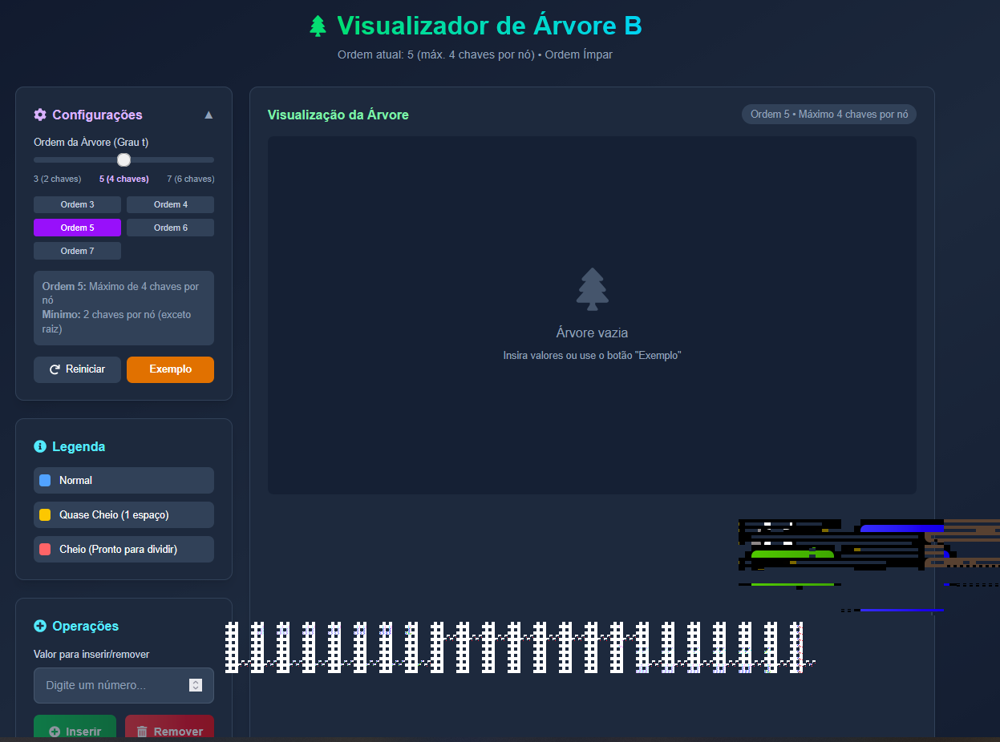 Visualizador de Árvore B
Ordem atual: 5 (máx. 4 chaves por nó) • Ordem Ímpar
Configurações ▲
Ordem da Árvore (Grau t)
3 (2 chaves) 5 (4 chaves) 7 (6 chaves)
Ordem 3 Ordem 4
Ordem 5 Ordem 6
Ordem 7
Ordem 5: Máximo de 4 chaves por
nó
Mínimo: 2 chaves por nó (exceto
raiz)
Reiniciar Exemplo
Legenda
Normal
Quase Cheio (1 espaço)
Cheio (Pronto para dividir)
Operações
Valor para inserir/remover
Digite um número...
Inserir Remover
Visualização da Árvore
Ordem 5 • Máximo 4 chaves por nó
Árvore vazia
Insira valores ou use o botão "Exemplo"